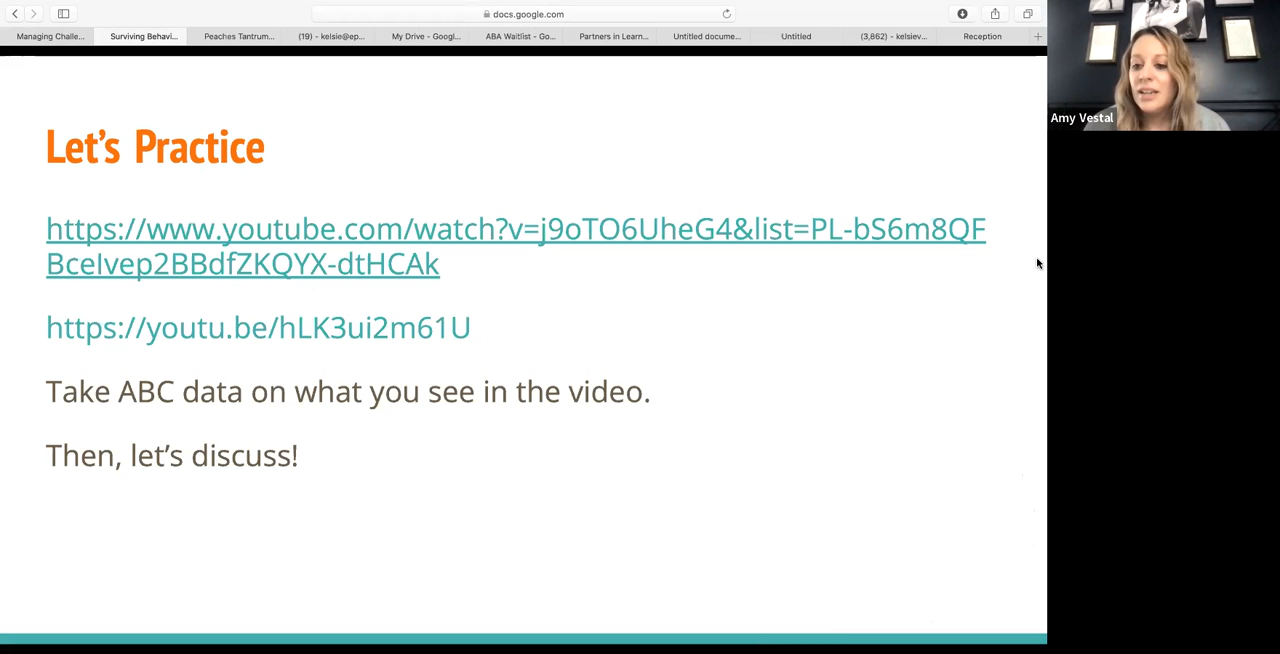 docs.google.com
Managing Challe...
Surviving Behavi...
Peaches Tantrum...
(19) - kelsie@ep...
My Drive - Googl...
ABA Waitlist - Go...
Partners in Learn...
Untitled docume...
Untitled
(3,862) - kelsiev...
Reception
Amy Vestal
Let's Practice
https://www.youtube.com/watch?v=j9oTO6UheG4&list=PL-bS6m8QF
BceIvep2BBdfZKQYX-dtHCAk
https://youtu.be/hLK3ui2m61U
Take ABC data on what you see in the video.
Then, let's discuss!